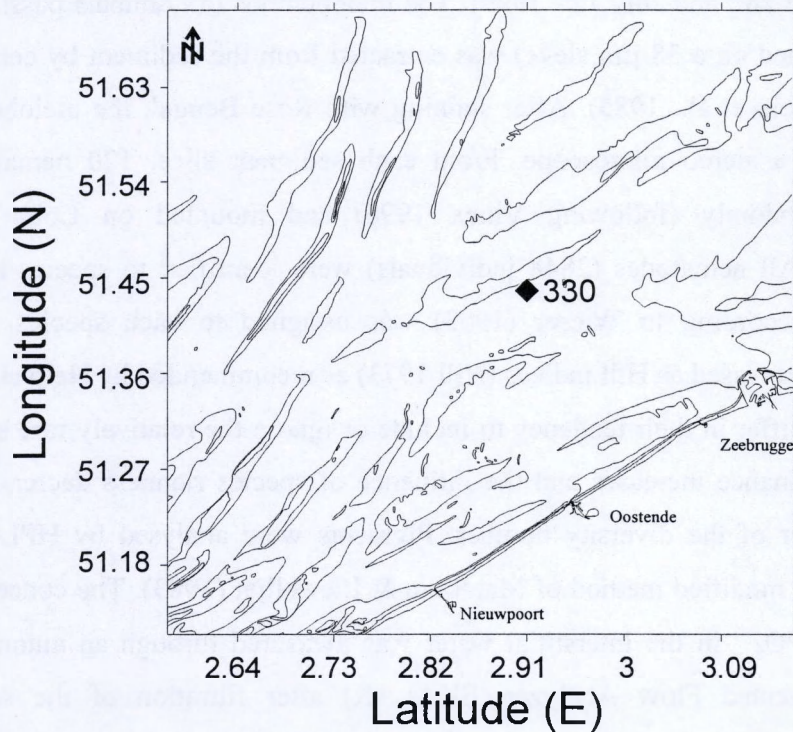 N
51.63
51.54
51.45
330
51.36
51.27
51.18
Longitude (N)
Zeebrugge
Oostende
Nieuwpoort
2.64 2.73 2.82 2.91 3 3.09
Latitude (E)